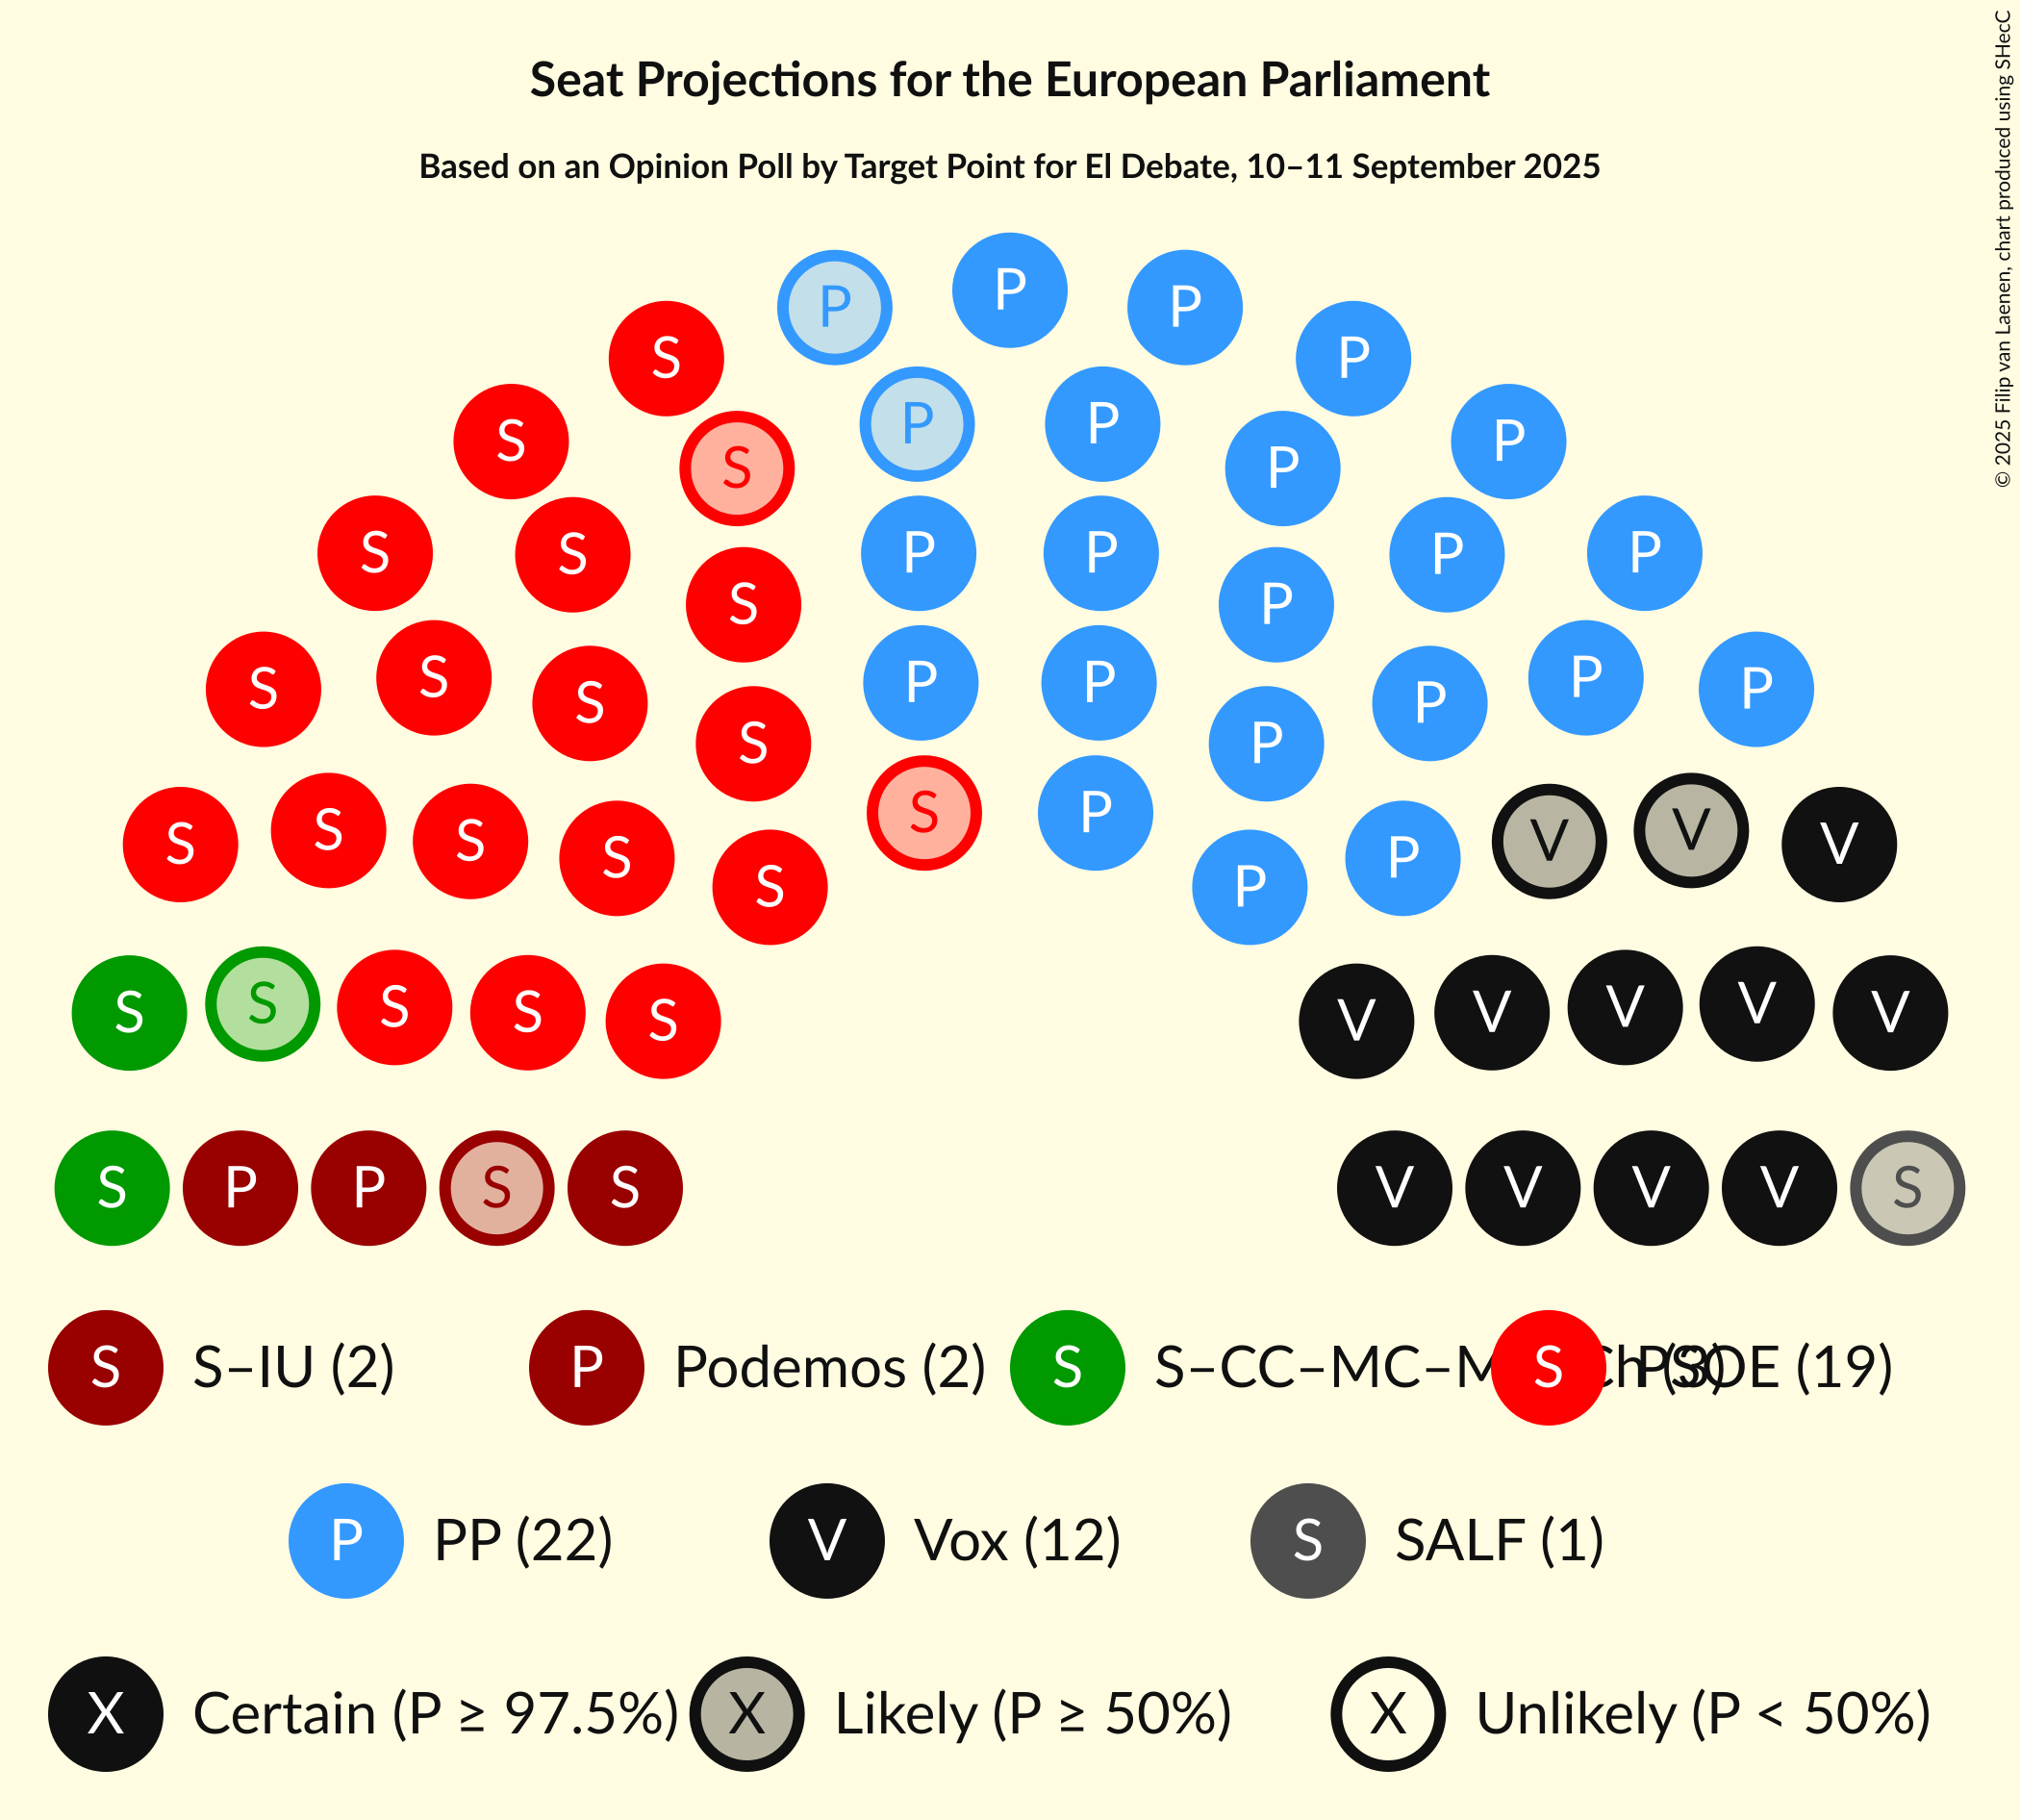 Seat Projections for the European Parliament
Based on an Opinion Poll by Target Point for El Debate, 10–11 September 2025
© 2025 Filip van Laenen, chart produced using SHecC
P P P P
S P
S S P P P P
S S P P P P
S S P P
S S P P P P
S S P
S S S S S P P P V V V
S S S S S V V V V V
S P P S S V V V V S
S S–IU (2) P Podemos (2) S S–CC–MC–M S PSOE (19)
P PP (22) V Vox (12) S SALF (1)
X Certain (P ≥ 97.5%) X Likely (P ≥ 50%) X Unlikely (P < 50%)